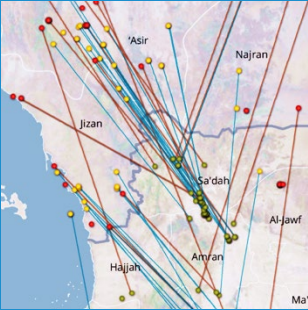 'Asir
Najran
Jizan
Sa'dah
Al-Jawf
Amran
Hajjah
Ma'